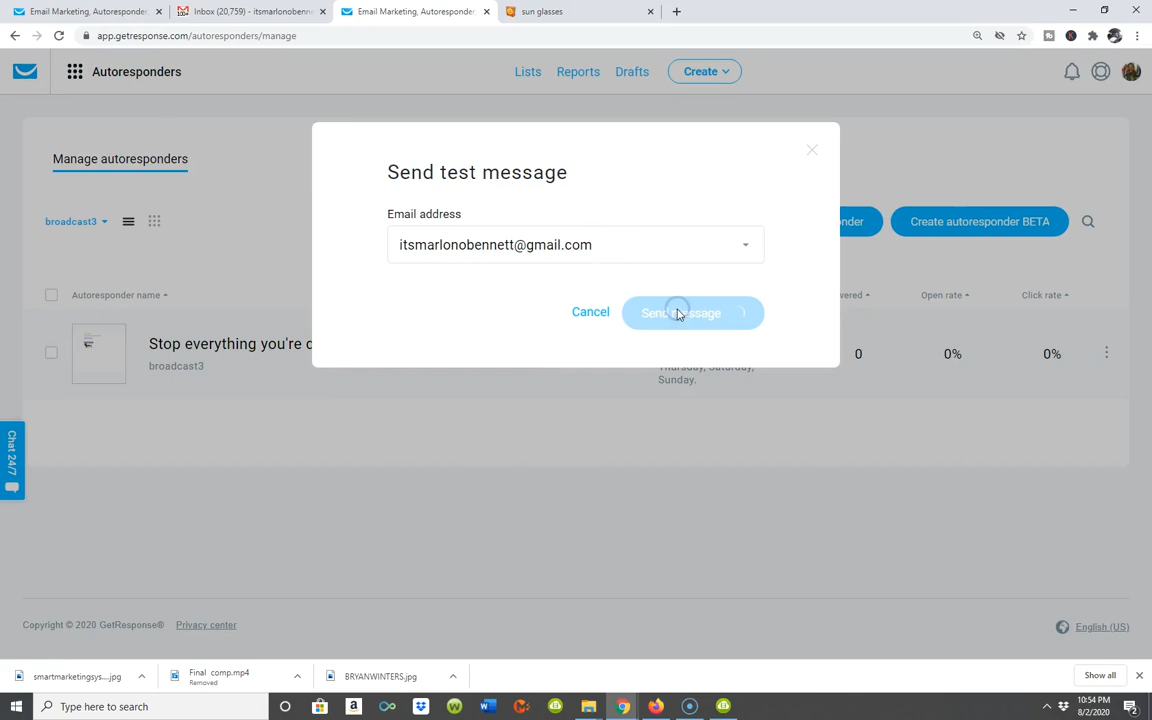 Email Marketing, Autoresponder
Inbox (20,759) - itsmarlonobenn
Email Marketing, Autoresponder
sun glasses
app.getresponse.com/autoresponders/manage
Autoresponders
Lists
Reports
Drafts
Create
Manage autoresponders
Send test message
Email address
broadcast3
Create autoresponder BETA
itsmarlonobennett@gmail.com
Autoresponder name
Open rate
Click rate
Cancel
Send message
Stop everything you're
0
0%
0%
broadcast3
Thursday, Saturday,
Sunday.
Chat 24/7
Copyright © 2020 GetResponse®
Privacy center
English (US)
smartmarketingsys....jpg
Final comp.mp4
Removed
BRYANWINTERS.jpg
Show all
Type here to search
10:54 PM
8/2/2020